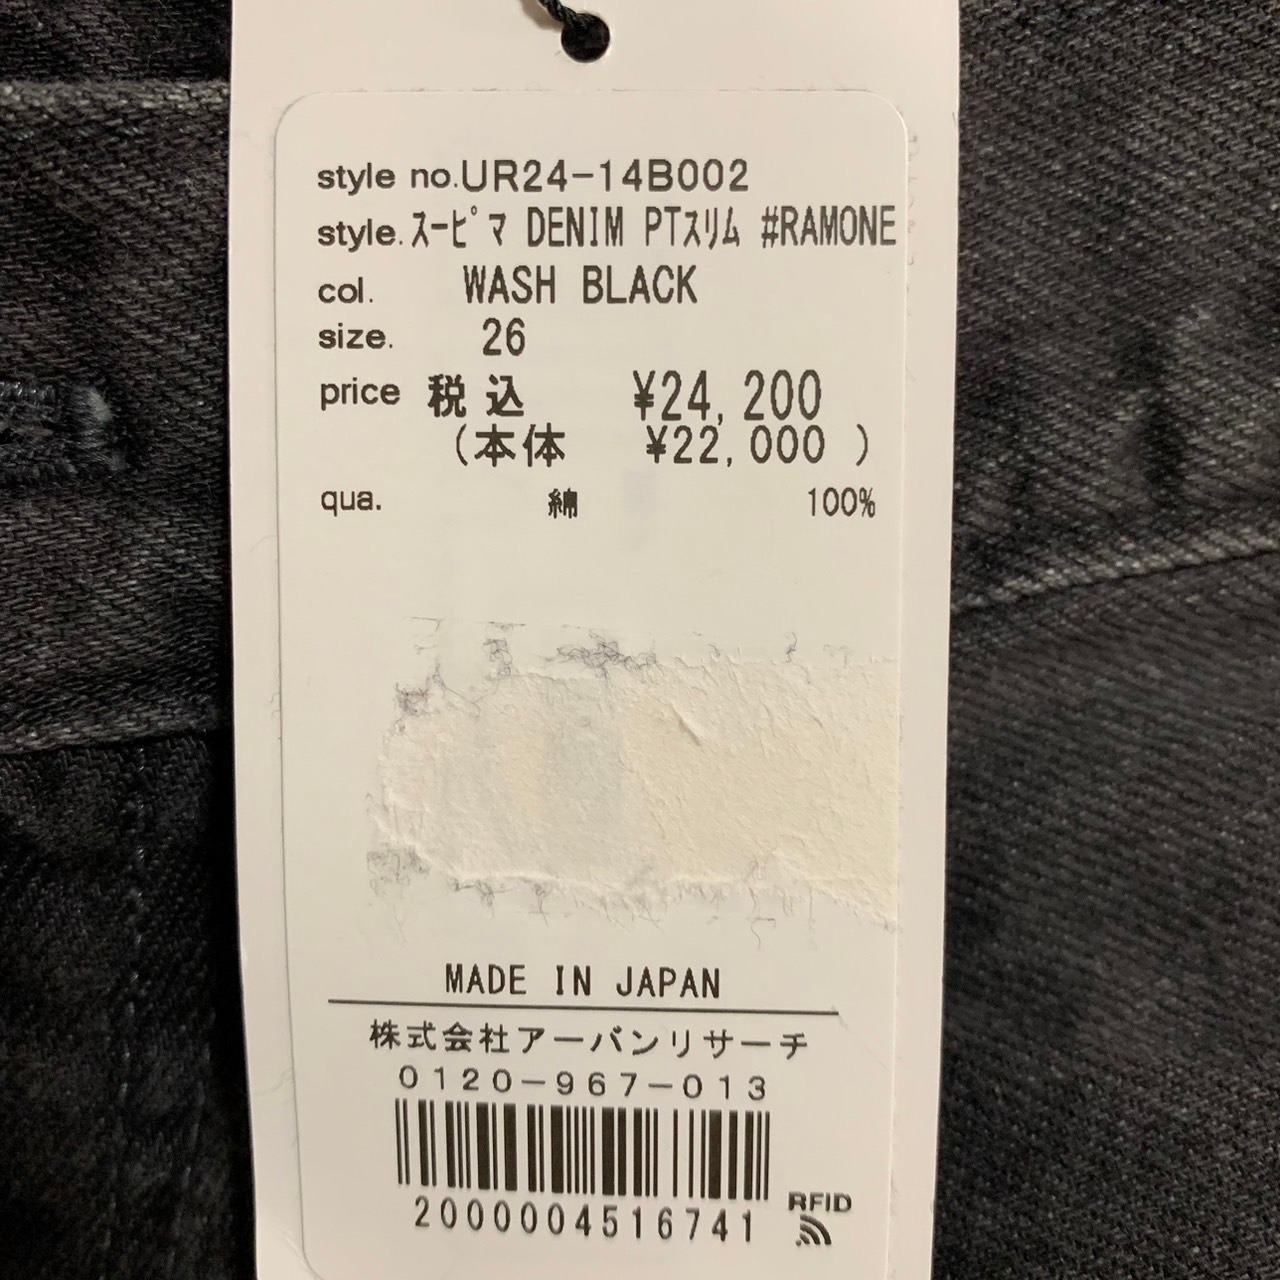 style no.UR24-14B002
style.スーピマ DENIM PTスリム #RAMONE
col. WASH BLACK
size. 26
price 税込 ¥24,200
(本体 ¥22,000 )
qua. 綿 100%
MADE IN JAPAN
株式会社アーバンリサーチ
0120-967-013
2000004516741
RFID